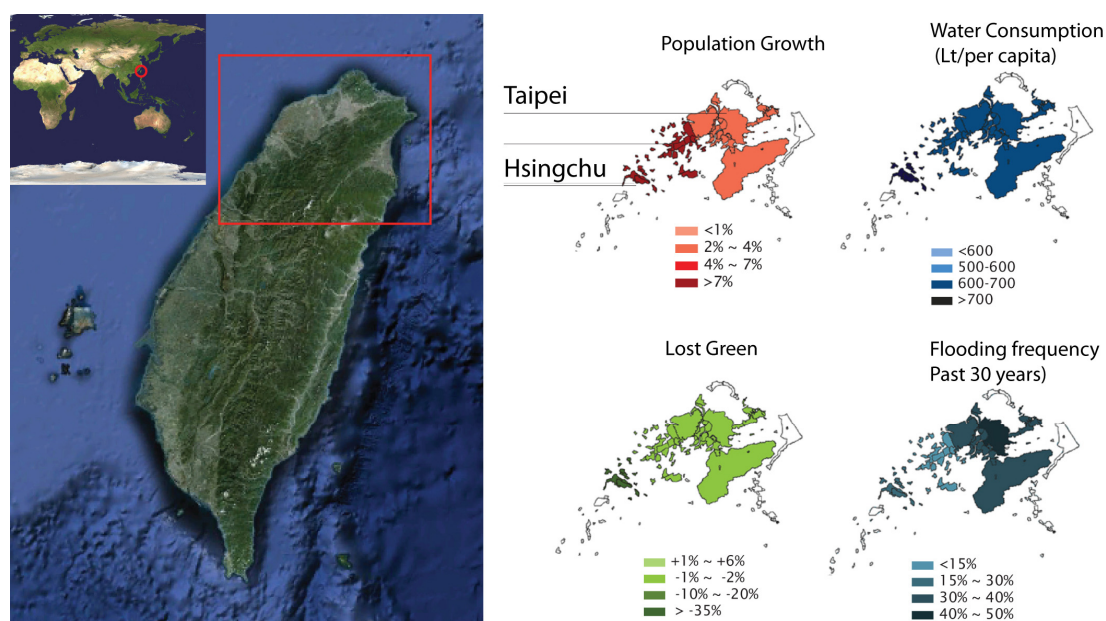 Population Growth
Taipei
Hsingchu
<1%
2% ~ 4%
4% ~ 7%
>7%
Water Consumption
(Lt/per capita)
<600
500-600
600-700
>700
Lost Green
+1% ~ +6%
-1% ~ -2%
-10% ~ -20%
> -35%
Flooding frequency
Past 30 years)
<15%
15% ~ 30%
30% ~ 40%
40% ~ 50%